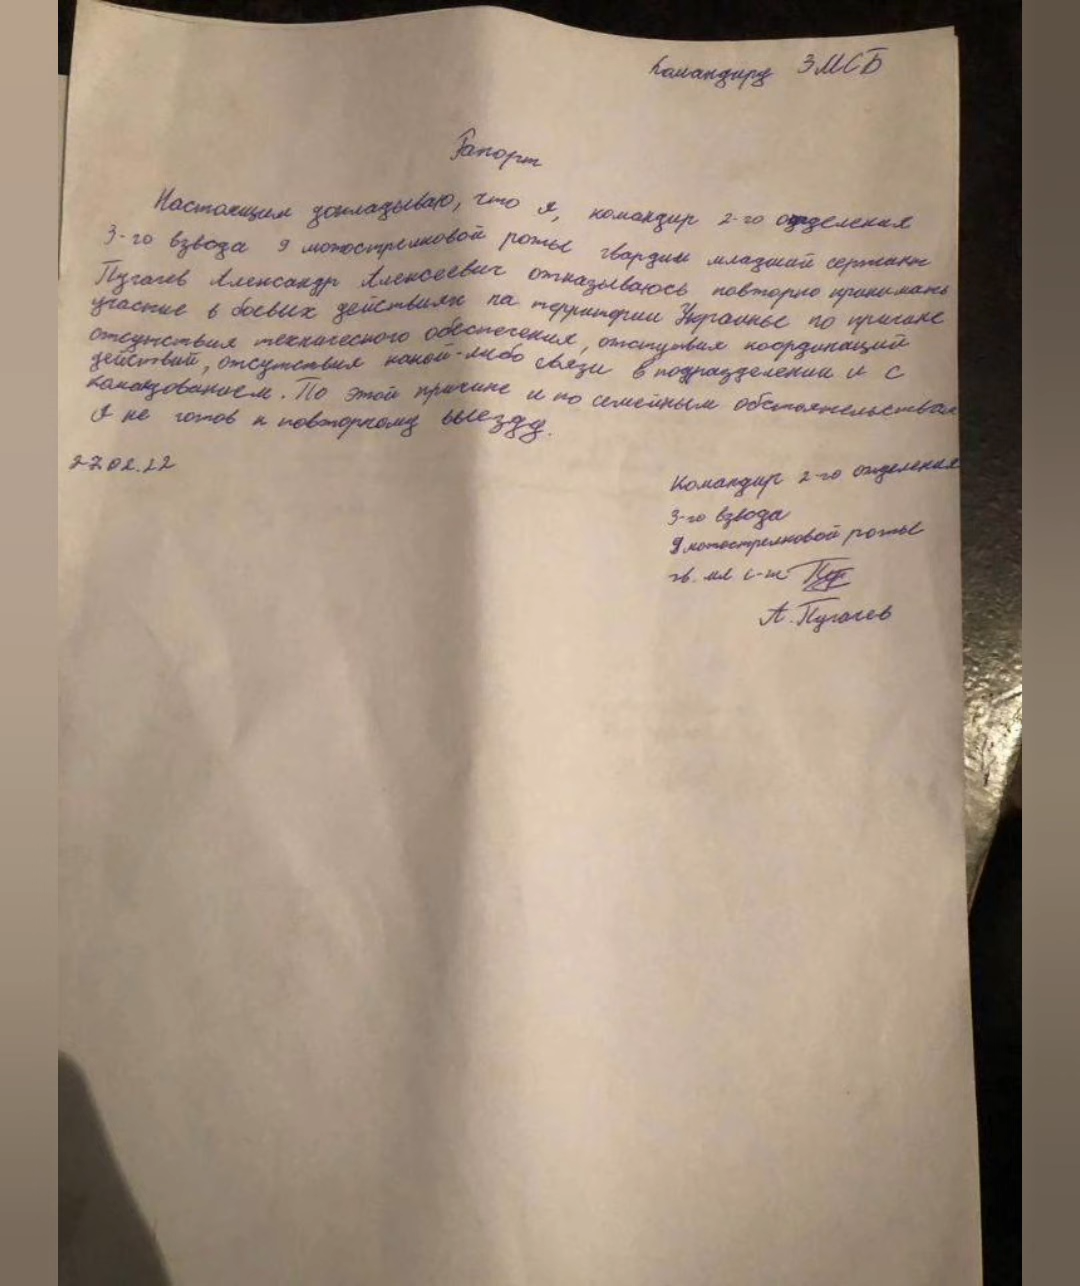 Командиру 3МСБ
Рапорт
Настоящим докладываю, что я, командир 2-го отделения
3-го взвода 9 мотострелковой роты гвардии младший сержант
Пугачев Александр Алексеевич отказываюсь повторно принимать
участие в боевых действиях на территории Украины по причине
отсутствия технического обеспечения, отсутвия координаций
действий, отсутствия какой-либо связи в подразделении и с
командованием. По этой причине и по семейным обстоятельствам
я не готов к повторному выезду.
27.02.22
Командир 2-го отделения
3-го взвода
9 мотострелковой роты
гв. мл с-т
А. Пугачев